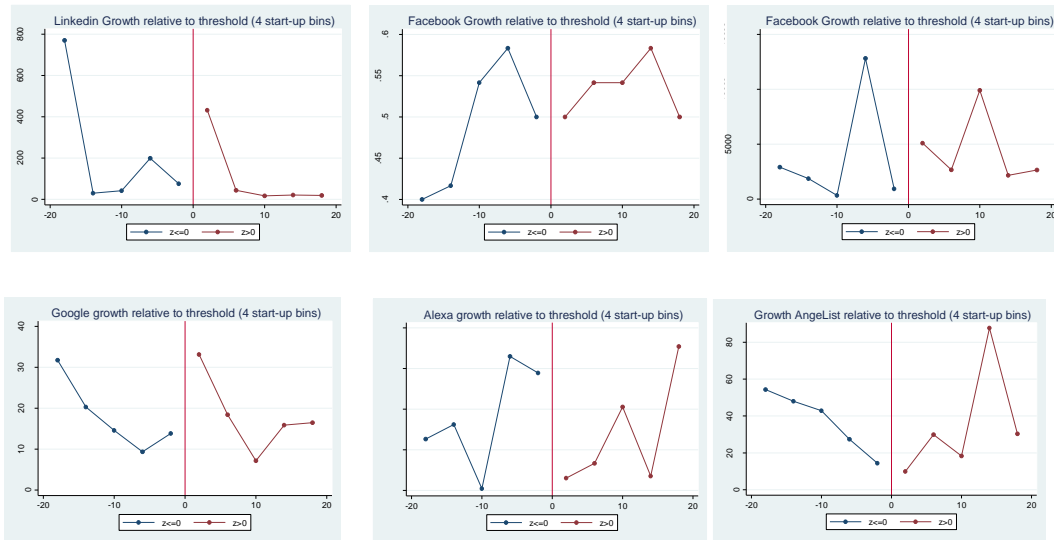 Linkedin Growth relative to threshold (4 start-up bins)
800
600
400
200
0
-20 -10 0 10 20
z<=0 z>0
Facebook Growth relative to threshold (4 start-up bins)
.6
.55
.5
.45
.4
-20 -10 0 10 20
z<=0 z>0
Facebook Growth relative to threshold (4 start-up bins)
5000
0
-20 -10 0 10 20
z<=0 z>0
Google growth relative to threshold (4 start-up bins)
40
30
20
10
0
-20 -10 0 10 20
z<=0 z>0
Alexa growth relative to threshold (4 start-up bins)
-20 -10 0 10 20
z<=0 z>0
Growth AngeList relative to threshold (4 start-up bins)
80
60
40
20
0
-20 -10 0 10 20
z<=0 z>0